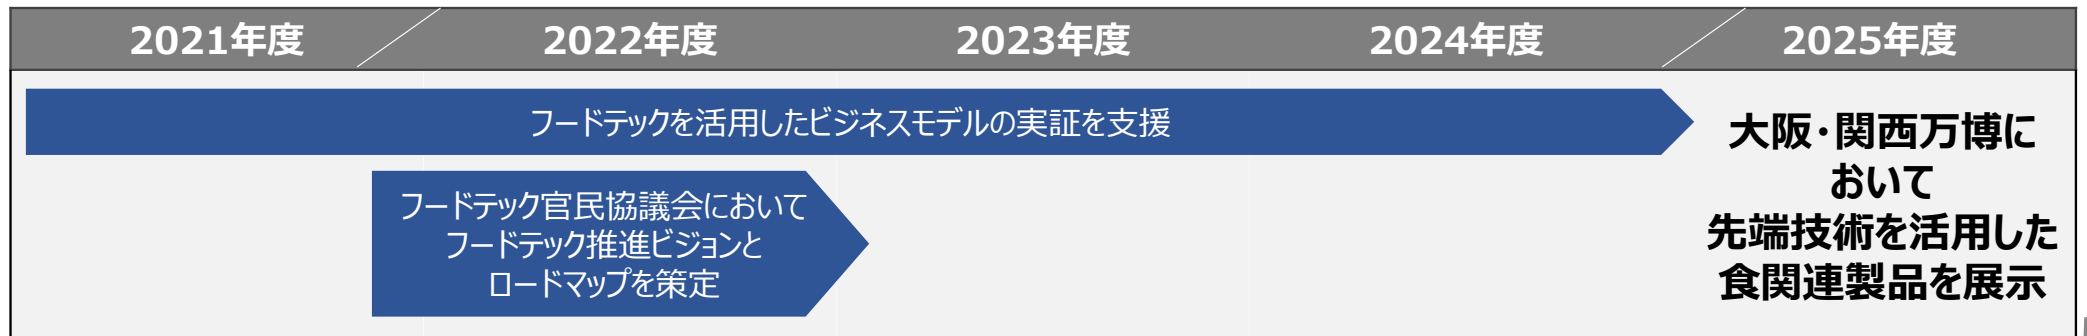 2021年度 2022年度 2023年度 2024年度 2025年度
フードテックを活用したビジネスモデルの実証を支援
フードテック官民協議会において
フードテック推進ビジョンと
ロードマップを策定
大阪・関西万博に
おいて
先端技術を活用した
食関連製品を展示